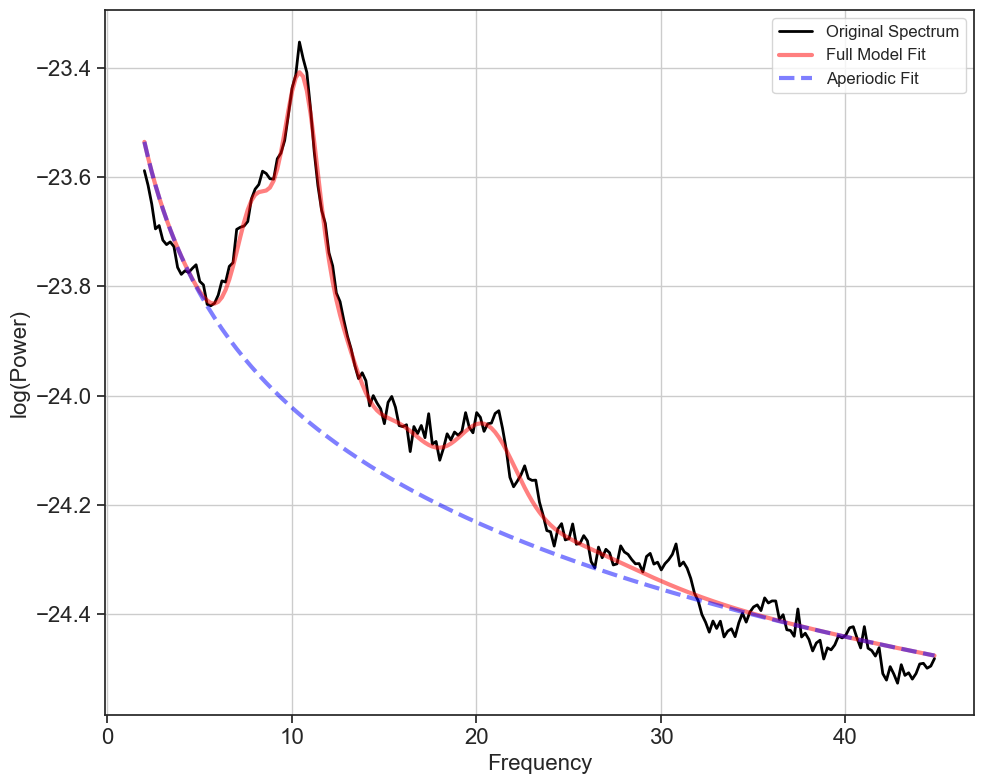 Original Spectrum
Full Model Fit
Aperiodic Fit
−23.4
−23.6
−23.8
−24.0
−24.2
−24.4
log(Power)
0 10 20 30 40
Frequency